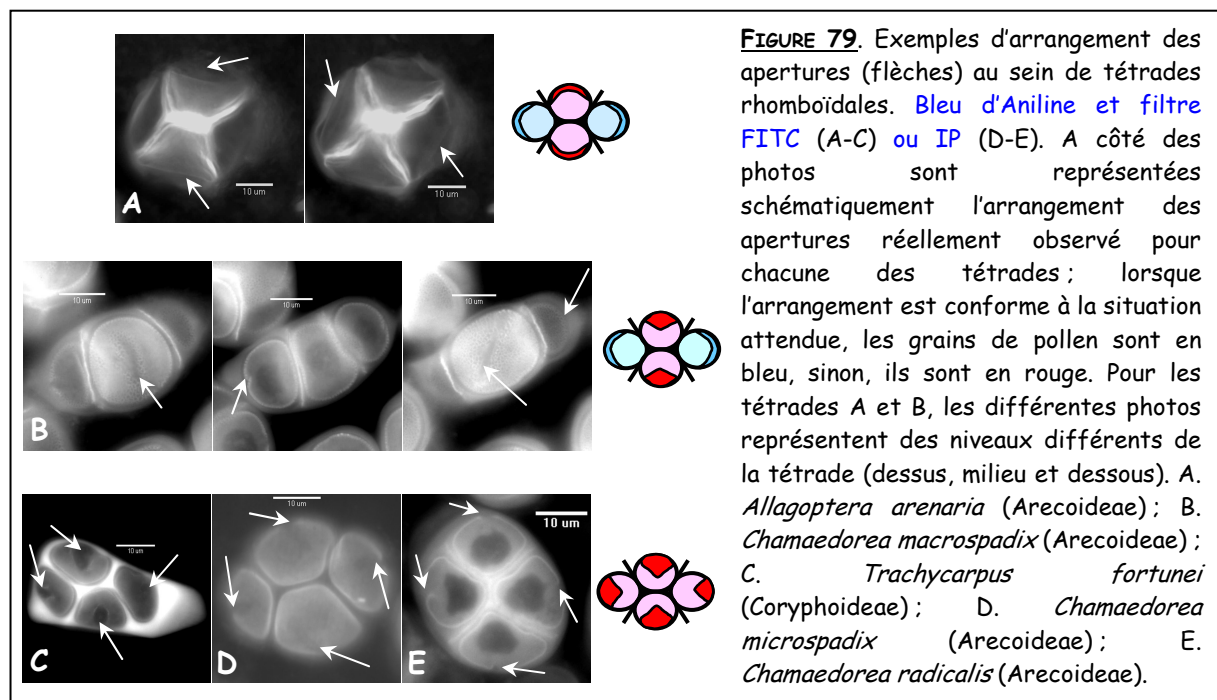 10 um
10 um
A
10 um
10 um
10 um
B
10 um
10 um
10 um
C
D
E
FIGURE 79. Exemples d'arrangement des
apertures (flèches) au sein de tétrades
rhomboïdales. Bleu d'Aniline et filtre
FITC (A-C) ou IP (D-E). A côté des
photos sont représentées
schématiquement l'arrangement des
apertures réellement observé pour
chacune des tétrades ; lorsque
l'arrangement est conforme à la situation
attendue, les grains de pollen sont en
bleu, sinon, ils sont en rouge. Pour les
tétrades A et B, les différentes photos
représentent des niveaux différents de
la tétrade (dessus, milieu et dessous). A.
Allagoptera arenaria (Arecoideae) ; B.
Chamaedorea macrospadix (Arecoideae) ;
C. Trachycarpus fortunei
(Coryphoideae) ; D. Chamaedorea
microspadix (Arecoideae) ; E.
Chamaedorea radicalis (Arecoideae).